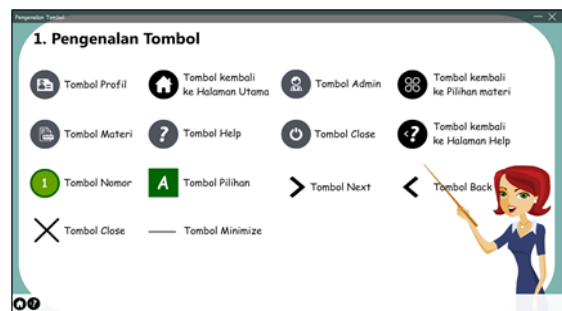 Pengenalan Tombol
1. Pengenalan Tombol
Tombol Profil
Tombol kembali
ke Halaman Utama
Tombol Admin
Tombol kembali
ke Pilihan materi
Tombol Materi
? Tombol Help
Tombol Close
‹? Tombol kembali
ke Halaman Help
1 Tombol Nomor
A Tombol Pilihan
Tombol Next
Tombol Back
Tombol Close
Tombol Minimize
‹?